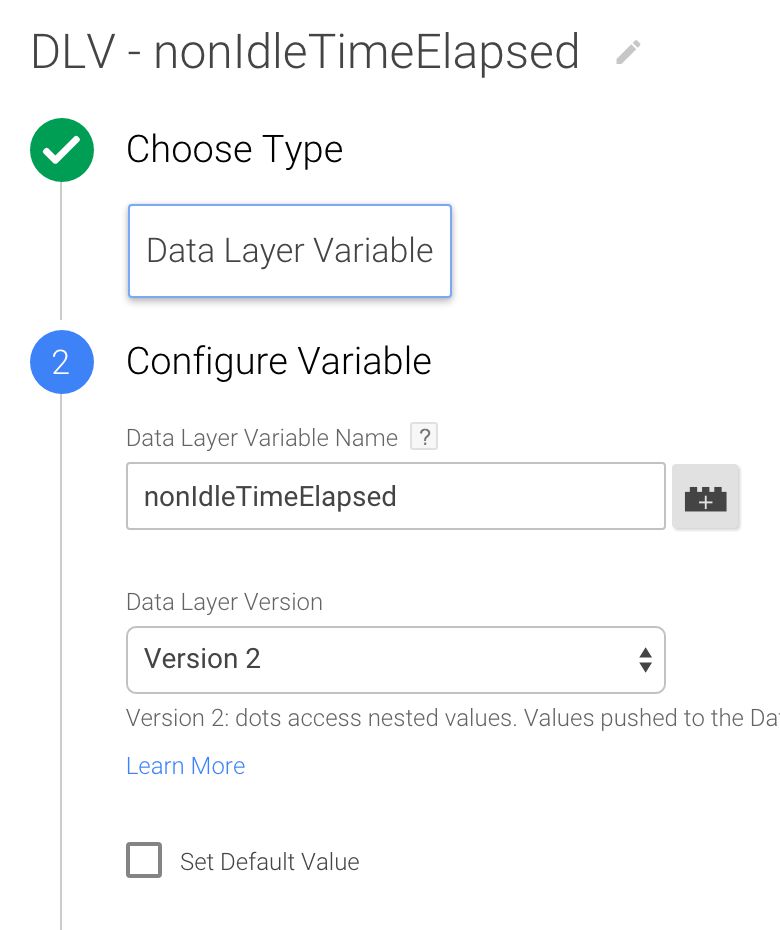 DLV - nonIdleTimeElapsed
Choose Type
Data Layer Variable
2
Configure Variable
Data Layer Variable Name ?
nonIdleTimeElapsed
Data Layer Version
Version 2
Version 2: dots access nested values. Values pushed to the Da
Learn More
Set Default Value